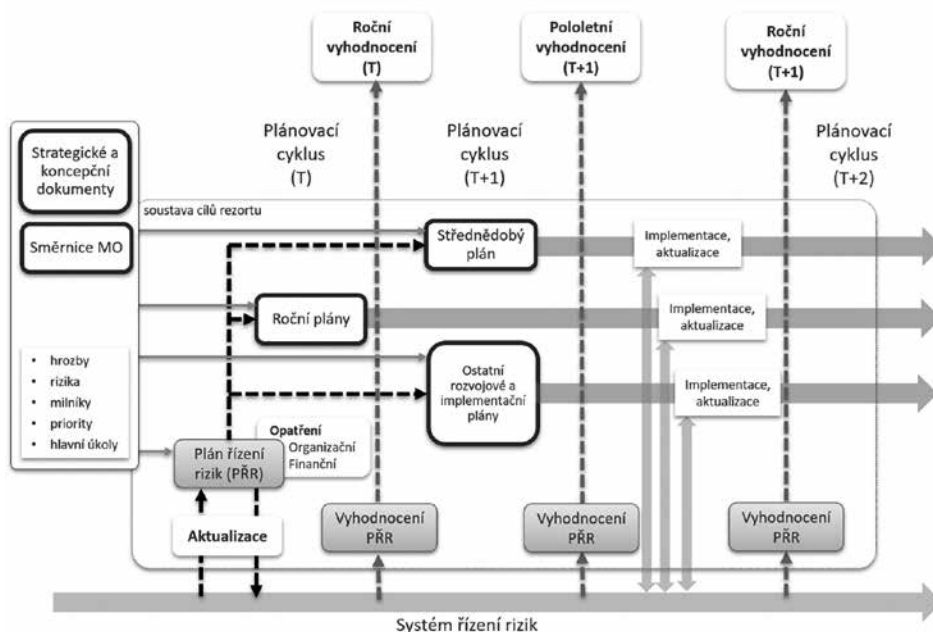 Roční
vyhodnocení
(T)
Pololetní
vyhodnocení
(T+1)
Roční
vyhodnocení
(T+1)
Plánovací
cyklus
(T)
Plánovací
cyklus
(T+1)
Plánovací
cyklus
(T+2)
Strategické a
koncepční
dokumenty
Směrnice MO
• hrozby
• rizika
• milníky
• priority
• hlavní úkoly
soustava cílů rezortu
Střednědobý
plán
Implementace,
aktualizace
Roční plány
Implementace,
aktualizace
Ostatní
rozvojové a
implementační
plány
Implementace,
aktualizace
Opatření
Organizační
Finanční
Plán řízení
rizik (PŘR)
Aktualizace
Vyhodnocení
PŘR
Vyhodnocení
PŘR
Vyhodnocení
PŘR
Systém řízení rizik